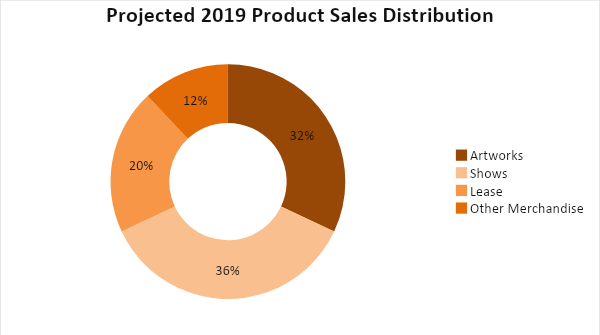 Projected 2019 Product Sales Distribution
12%
32%
20%
36%
Artworks
Shows
Lease
Other Merchandise